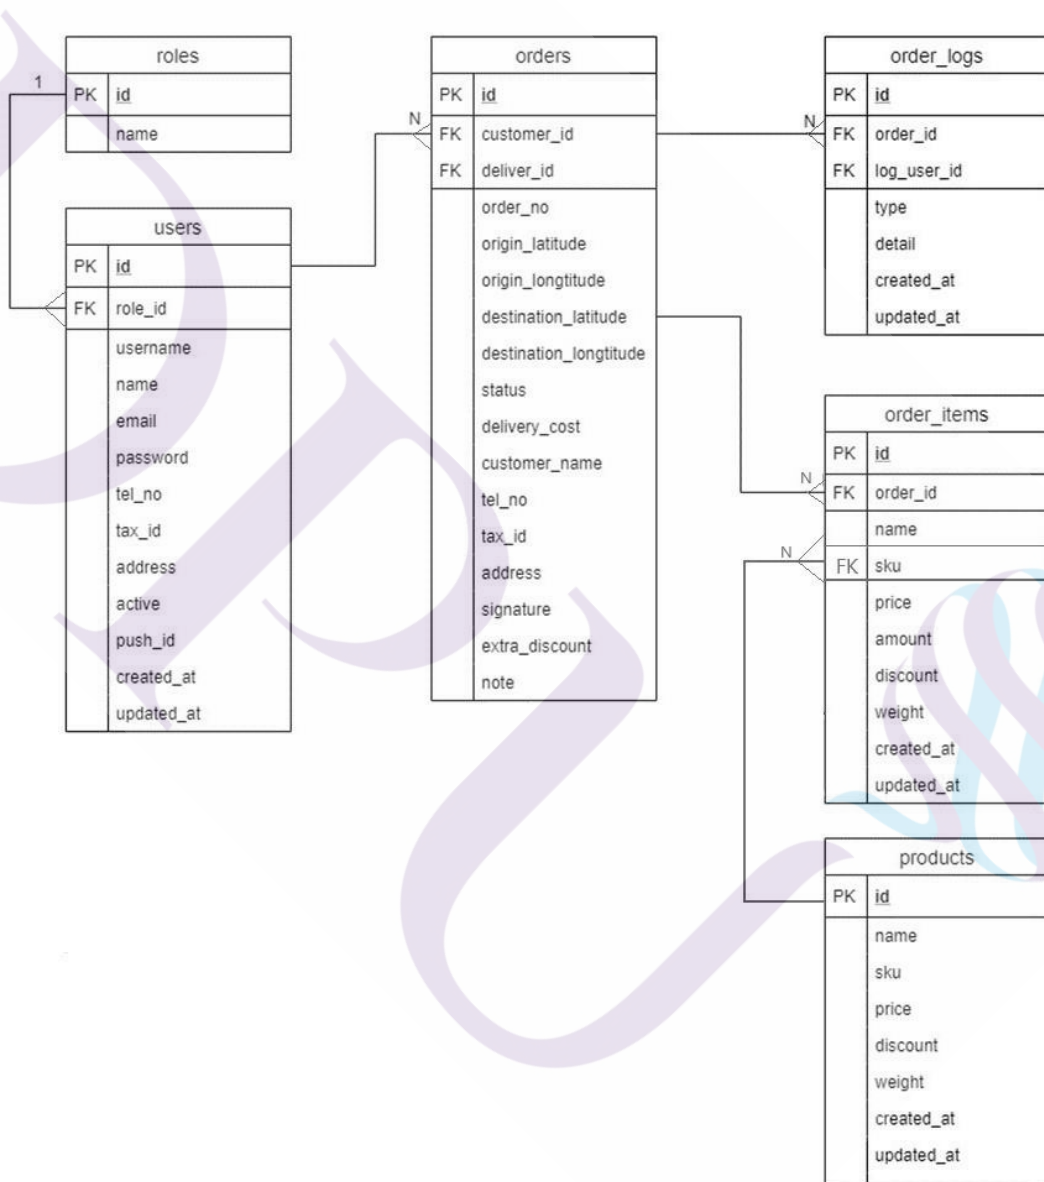 roles
1
PK id
name
users
PK id
FK role_id
username
name
email
password
tel_no
tax_id
address
active
push_id
created_at
updated_at
orders
PK id
N
FK customer_id
FK deliver_id
order_no
origin_latitude
origin_longtitude
destination_latitude
destination_longtitude
status
delivery_cost
customer_name
tel_no
tax_id
address
signature
extra_discount
note
order_logs
PK id
N
FK order_id
FK log_user_id
type
detail
created_at
updated_at
order_items
PK id
N
FK order_id
name
N
FK sku
price
amount
discount
weight
created_at
updated_at
products
PK id
name
sku
price
discount
weight
created_at
updated_at